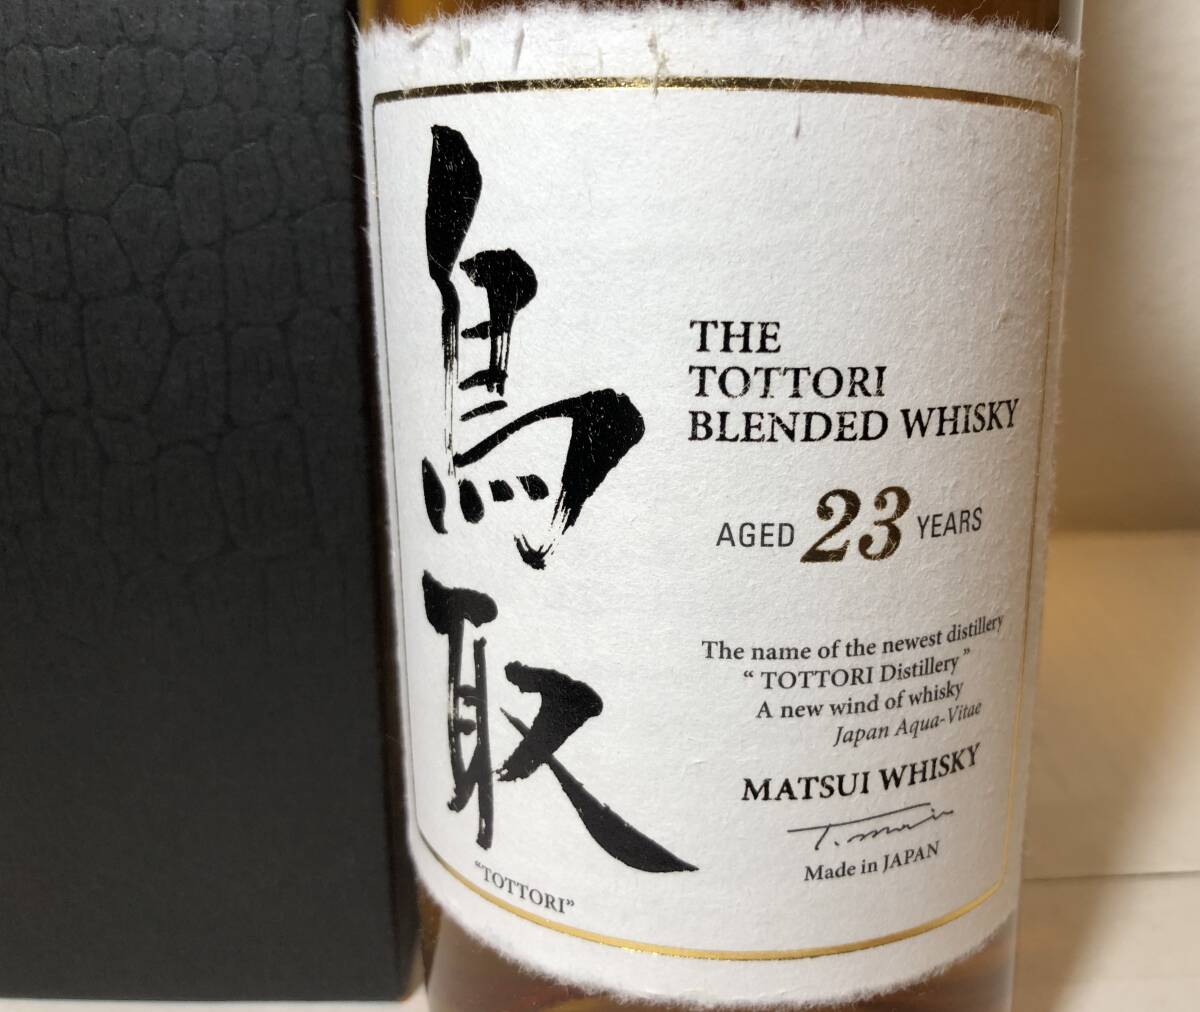 鳥取
"TOTTORI"
THE
TOTTORI
BLENDED WHISKY
AGED 23 YEARS
The name of the newest distillery
" TOTTORI Distillery "
A new wind of whisky
Japan Aqua-Vitae
MATSUI WHISKY
Made in JAPAN